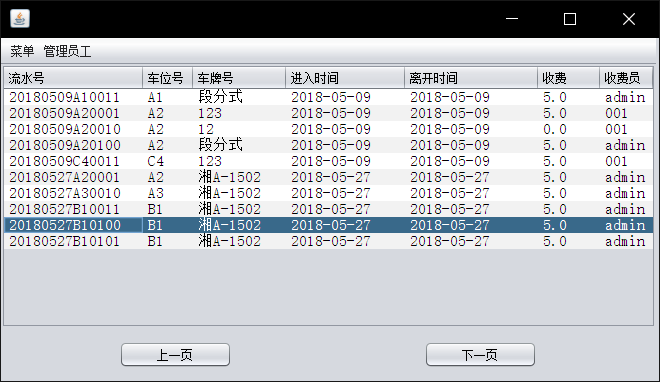 菜单 管理员工
流水号 车位号 车牌号 进入时间 离开时间 收费 收费员
20180509A10011 A1 段分式 2018-05-09 2018-05-09 5.0 admin
20180509A20001 A2 123 2018-05-09 2018-05-09 5.0 001
20180509A20010 A2 12 2018-05-09 2018-05-09 0.0 001
20180509A20100 A2 段分式 2018-05-09 2018-05-09 5.0 admin
20180509C40011 C4 123 2018-05-09 2018-05-09 5.0 001
20180527A20001 A2 湘A-1502 2018-05-27 2018-05-27 5.0 admin
20180527A30010 A3 湘A-1502 2018-05-27 2018-05-27 5.0 admin
20180527B10011 B1 湘A-1502 2018-05-27 2018-05-27 5.0 admin
20180527B10100 B1 湘A-1502 2018-05-27 2018-05-27 5.0 admin
20180527B10101 B1 湘A-1502 2018-05-27 2018-05-27 5.0 admin
上一页 下一页